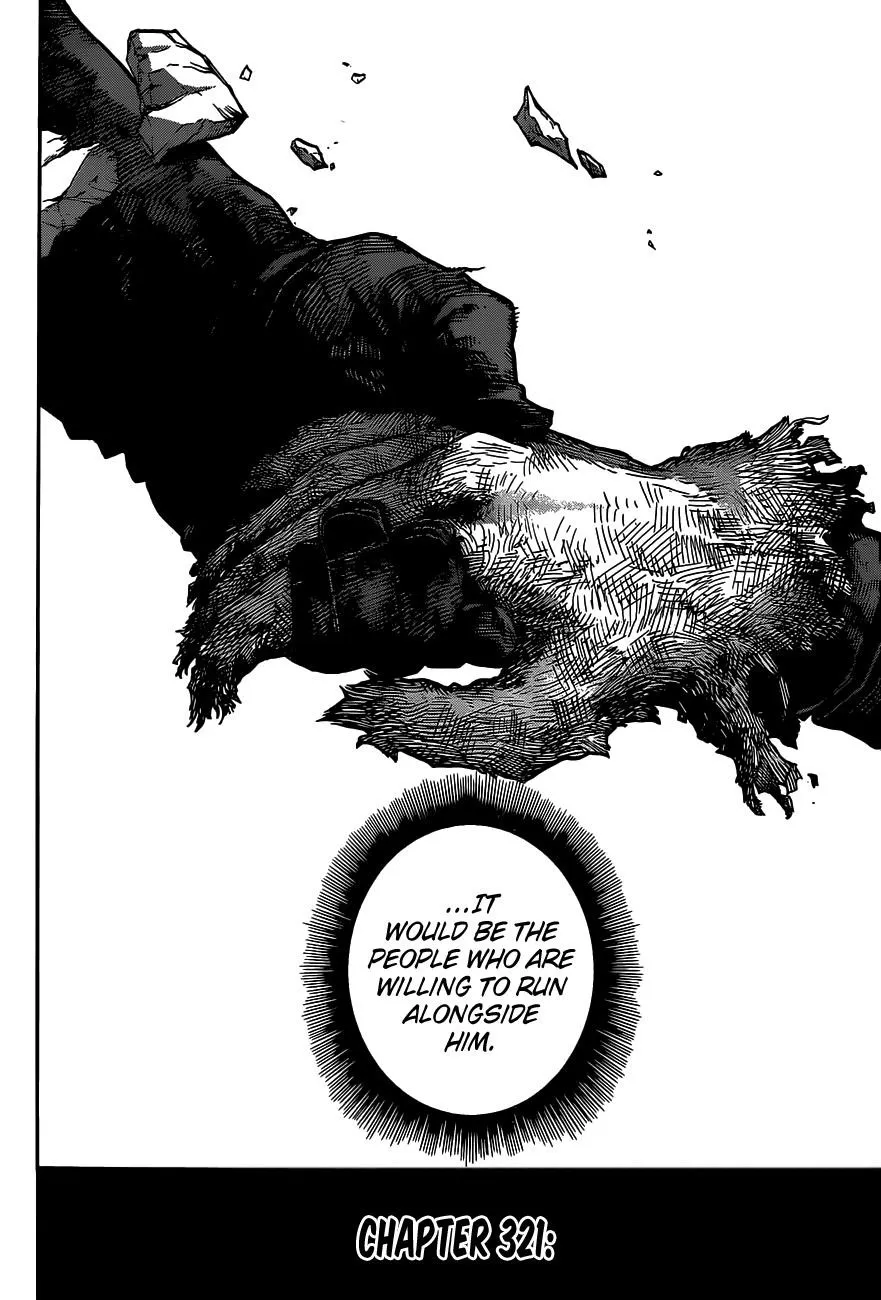 ...IT
WOULD BE THE
PEOPLE WHO ARE
WILLING TO RUN
ALONGSIDE
HIM.
CHAPTER 321: